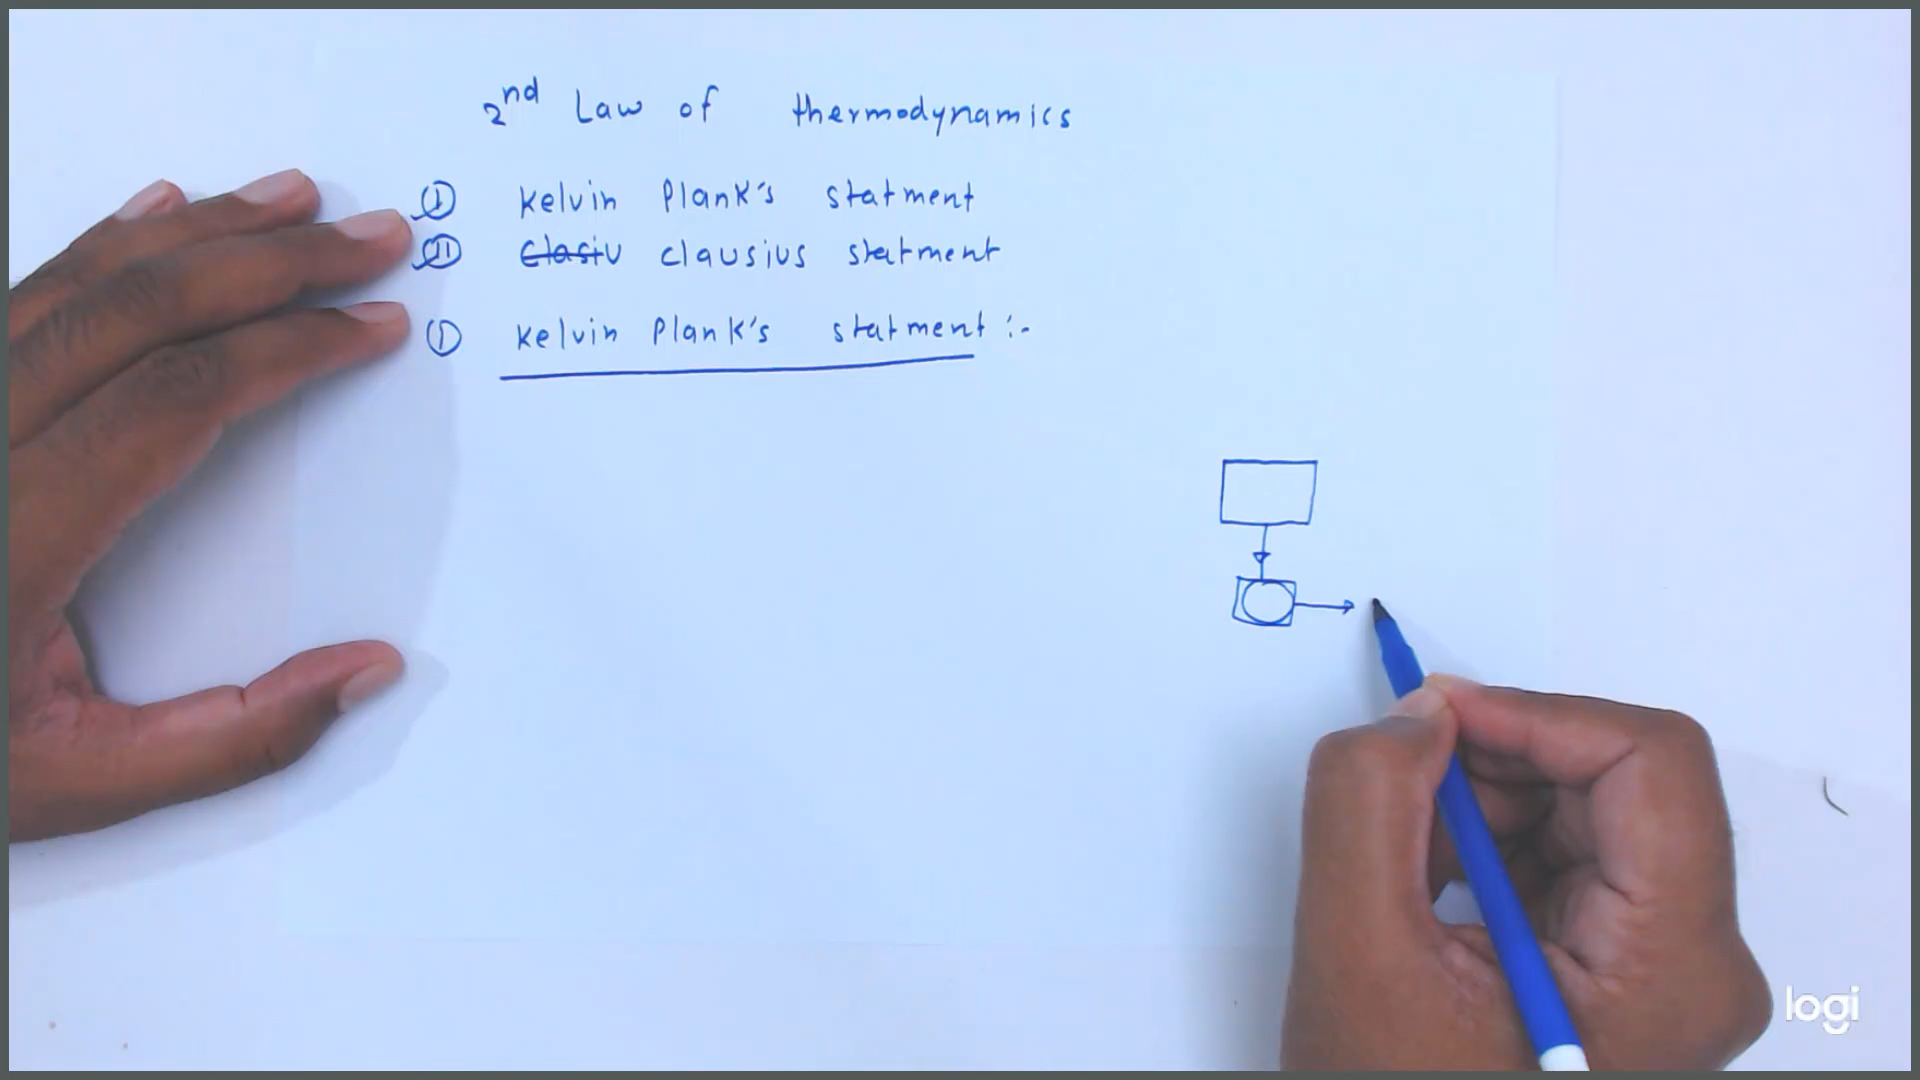 2nd Law of thermodynamics
I Kelvin Plank's statment
II Clasiu clausius statment
I Kelvin Plank's statment :-
logi